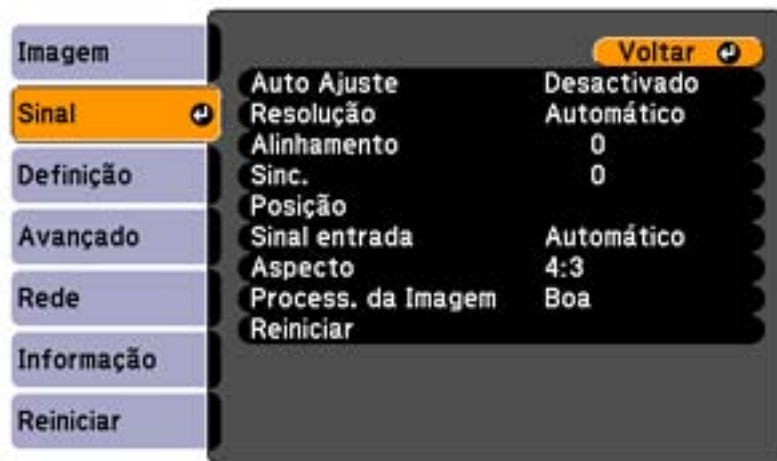 Imagem
Sinal
Definição
Avançado
Rede
Informação
Reiniciar
Voltar
Auto Ajuste Desactivado
Resolução Automático
Alinhamento 0
Sinc. 0
Posição
Sinal entrada Automático
Aspecto 4:3
Process. da Imagem Boa
Reiniciar